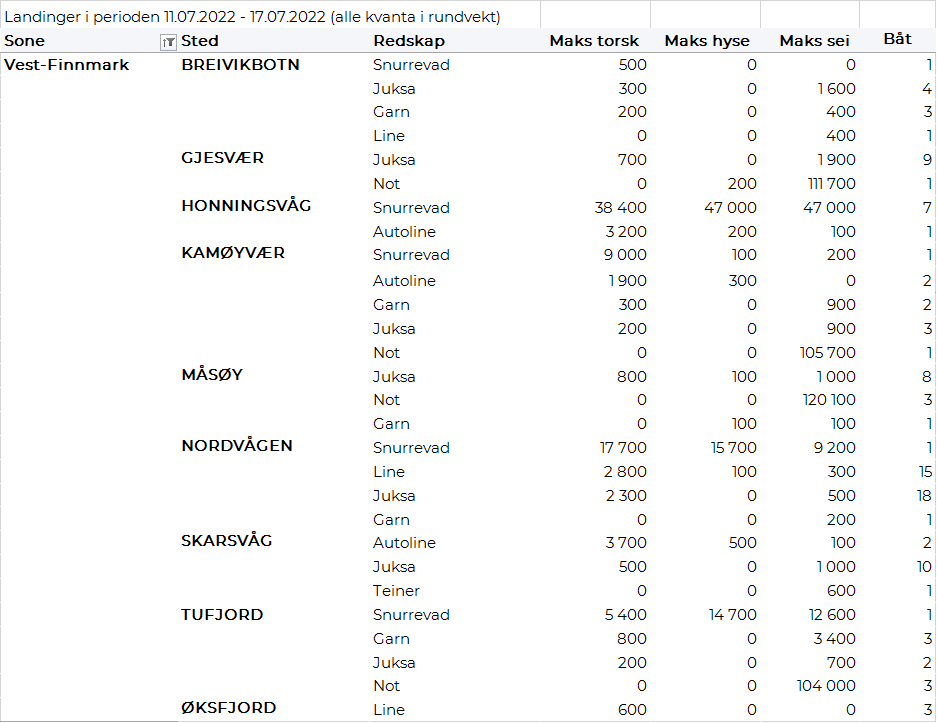 Landinger i perioden 11.07.2022 - 17.07.2022 (alle kvanta i rundvekt)
Sone Sted Redskap Maks torsk Maks hyse Maks sei Båt
Vest-Finnmark BREIVIKBOTN Snurrevad 500 0 0 1
Juksa 300 0 1 600 4
Garn 200 0 400 3
Line 0 0 400 1
GJESVÆR Juksa 700 0 1 900 9
Not 0 200 111 700 1
HONNINGSVÅG Snurrevad 38 400 47 000 47 000 7
Autoline 3 200 200 100 1
KAMØYVÆR Snurrevad 9 000 100 200 1
Autoline 1 900 300 0 2
Garn 300 0 900 2
Juksa 200 0 900 3
Not 0 0 105 700 1
MÅSØY Juksa 800 100 1 000 8
Not 0 0 120 100 3
Garn 0 100 100 1
NORDVÅGEN Snurrevad 17 700 15 700 9 200 1
Line 2 800 100 300 15
Juksa 2 300 0 500 18
Garn 0 0 200 1
SKARSVÅG Autoline 3 700 500 100 2
Juksa 500 0 1 000 10
Teiner 0 0 600 1
TUFJORD Snurrevad 5 400 14 700 12 600 1
Garn 800 0 3 400 3
Juksa 200 0 700 2
Not 0 0 104 000 3
ØKSFJORD Line 600 0 0 3